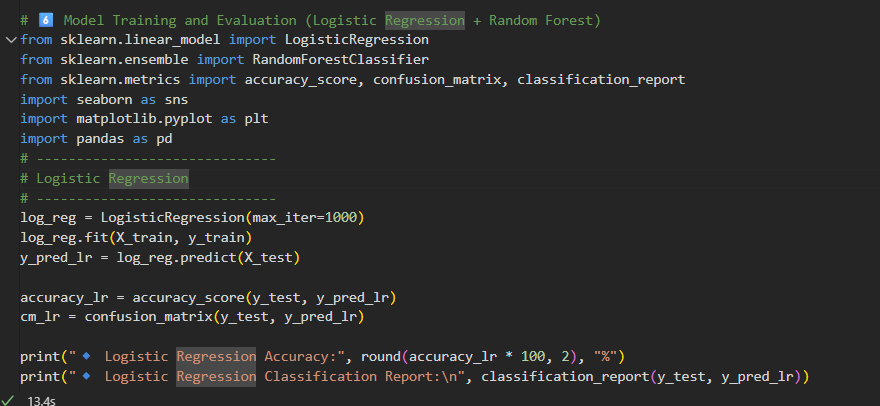 # 6️⃣ Model Training and Evaluation (Logistic Regression + Random Forest)
from sklearn.linear_model import LogisticRegression
from sklearn.ensemble import RandomForestClassifier
from sklearn.metrics import accuracy_score, confusion_matrix, classification_report
import seaborn as sns
import matplotlib.pyplot as plt
import pandas as pd
# ------------------------------
# Logistic Regression
# ------------------------------
log_reg = LogisticRegression(max_iter=1000)
log_reg.fit(X_train, y_train)
y_pred_lr = log_reg.predict(X_test)
accuracy_lr = accuracy_score(y_test, y_pred_lr)
cm_lr = confusion_matrix(y_test, y_pred_lr)
print("🔹 Logistic Regression Accuracy:", round(accuracy_lr * 100, 2), "%")
print("🔹 Logistic Regression Classification Report:\n", classification_report(y_test, y_pred_lr))
13.4s